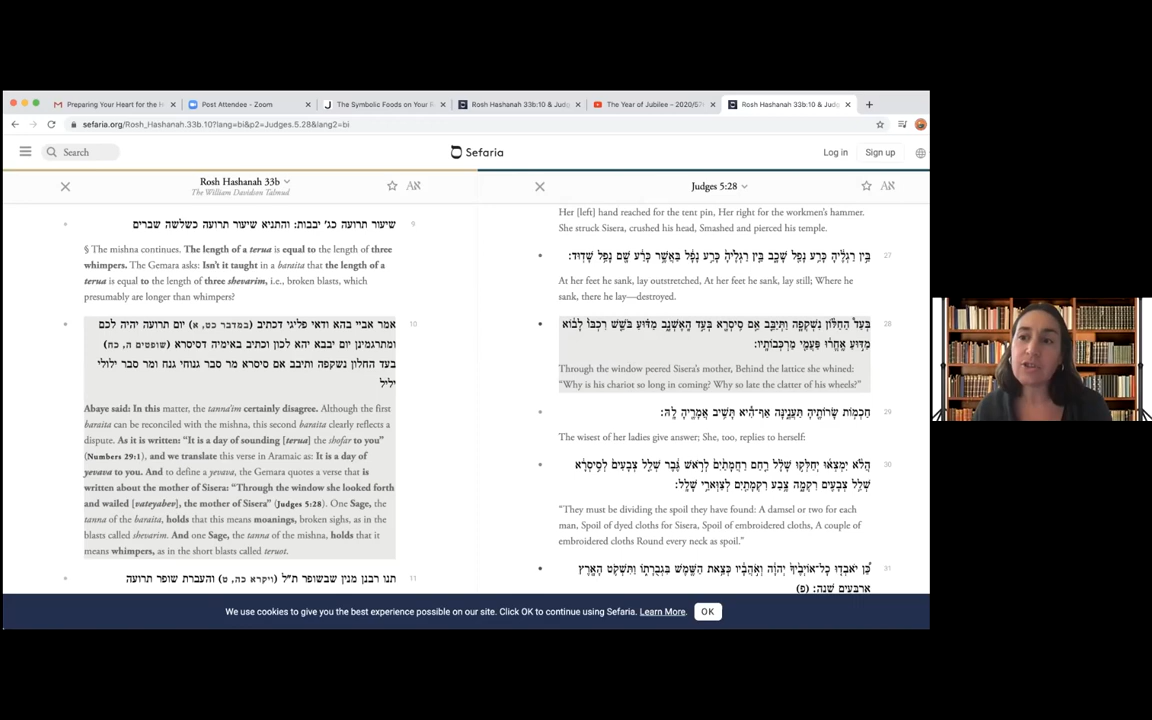 Preparing Your Heart for the H
Post Attendee - Zoom
The Symbolic Foods on Your R
Rosh Hashanah 33b:10 & Judg
The Year of Jubilee – 2020/57
Rosh Hashanah 33b:10 & Judg
sefaria.org/Rosh_Hashanah.33b.10?lang=bi&p2=Judges.5.28&lang2=bi
Search
Sefaria
Log in
Sign up
Rosh Hashanah 33b
The William Davidson Talmud
9
שיעור תרועה כג׳ יבבות: והתניא שיעור תרועה כשלשה שברים
§ The mishna continues. The length of a terua is equal to the length of three
whimpers. The Gemara asks: Isn't it taught in a baraita that the length of a
terua is equal to the length of three shevarim, i.e., broken blasts, which
presumably are longer than whimpers?
10
אמר אביי בהא ודאי פליגי דכתיב (במדבר כט, א) יום תרועה יהיה לכם
ומתרגמינן יום יבבא יהא לכון וכתיב באימיה דסיסרא (שופטים ה, כח)
בעד החלון נשקפה ותיבב אם סיסרא מר סבר גנוחי גנח ומר סבר ילולי
יליל
Abaye said: In this matter, the tanna'im certainly disagree. Although the first
baraita can be reconciled with the mishna, this second baraita clearly reflects a
dispute. As it is written: "It is a day of sounding [terua] the shofar to you"
(Numbers 29:1), and we translate this verse in Aramaic as: It is a day of
yevava to you. And to define a yevava, the Gemara quotes a verse that is
written about the mother of Sisera: "Through the window she looked forth
and wailed [vateyabev], the mother of Sisera" (Judges 5:28). One Sage, the
tanna of the baraita, holds that this means moanings, broken sighs, as in the
blasts called shevarim. And one Sage, the tanna of the mishna, holds that it
means whimpers, as in the short blasts called teruot.
11
תנו רבנן מנין שבשופר ת״ל (ויקרא כה, ט) והעברת שופר תרועה
Judges 5:28
Her [left] hand reached for the tent pin, Her right for the workmen's hammer.
She struck Sisera, crushed his head, Smashed and pierced his temple.
27
בֵּ֣ין רַגְלֶ֔יהָ כָּרַ֥ע נָפַ֖ל שָׁכָ֑ב בֵּ֤ין רַגְלֶ֙יהָ֙ כָּרַ֣ע נָפָ֔ל בַּאֲשֶׁ֣ר כָּרַ֔ע שָׁ֖ם נָפַ֥ל שָׁדֽוּד׃
At her feet he sank, lay outstretched, At her feet he sank, lay still; Where he
sank, there he lay—destroyed.
28
בְּעַד֩ הַחַלּ֨וֹן נִשְׁקְפָ֧ה וַתְּיַבֵּ֛ב אֵ֥ם סִֽיסְרָ֖א בְּעַ֣ד הָֽאֶשְׁנָ֑ב מַדּ֗וּעַ בֹּשֵׁ֤שׁ רִכְבּוֹ֙ לָב֔וֹא
מַדּ֣וּעַ אֶֽחֱר֔וּ פַּעֲמֵ֖י מַרְכְּבוֹתָֽיו׃
Through the window peered Sisera's mother, Behind the lattice she whined:
"Why is his chariot so long in coming? Why so late the clatter of his wheels?"
29
חַכְמ֥וֹת שָׂרוֹתֶ֖יהָ תַּעֲנֶ֑ינָּה אַף־הִ֕יא תָּשִׁ֥יב אֲמָרֶ֖יהָ לָֽהּ׃
The wisest of her ladies give answer; She, too, replies to herself:
30
הֲלֹ֨א יִמְצְא֜וּ יְחַלְּק֣וּ שָׁלָ֗ל רַ֤חַם רַחֲמָתַ֙יִם֙ לְרֹ֣אשׁ גֶּ֔בֶר שְׁלַ֤ל צְבָעִים֙ לְסִ֣יסְרָ֔א
שְׁלַ֥ל צְבָעִ֖ים רִקְמָ֑ה צֶ֥בַע רִקְמָתַ֖יִם לְצַוְּארֵ֥י שָׁלָֽל׃
"They must be dividing the spoil they have found: A damsel or two for each
man, Spoil of dyed cloths for Sisera, Spoil of embroidered cloths, A couple of
embroidered cloths Round every neck as spoil."
31
כֵּ֠ן יֹאבְד֤וּ כָל־אוֹיְבֶ֙יךָ֙ יְהוָ֔ה וְאֹ֣הֲבָ֔יו כְּצֵ֥את הַשֶּׁ֖מֶשׁ בִּגְבֻרָת֑וֹ וַתִּשְׁקֹ֥ט הָאָ֖רֶץ
אַרְבָּעִ֥ים שָׁנָֽה׃ (פ)
We use cookies to give you the best experience possible on our site. Click OK to continue using Sefaria. Learn More.
OK